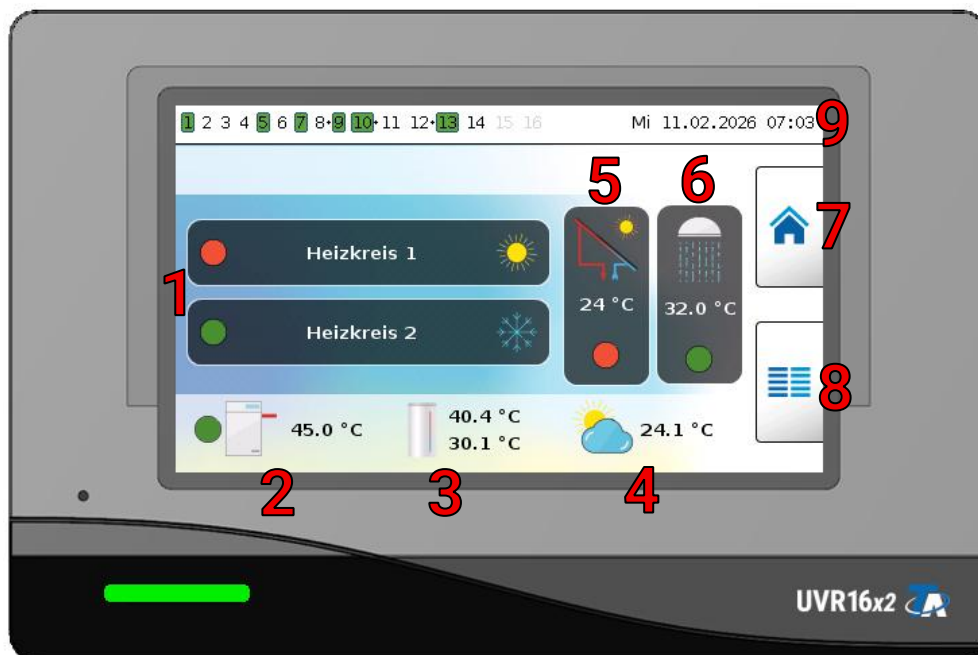 1 2 3 4 5 6 7 8 9 10 11 12 13 14 15 16 Mi 11.02.2026 07:03 9
5 6
Heizkreis 1
7
1
24 °C 32.0 °C
Heizkreis 2
8
45.0 °C
40.4 °C
30.1 °C
24.1 °C
2 3 4
UVR16x2 TA